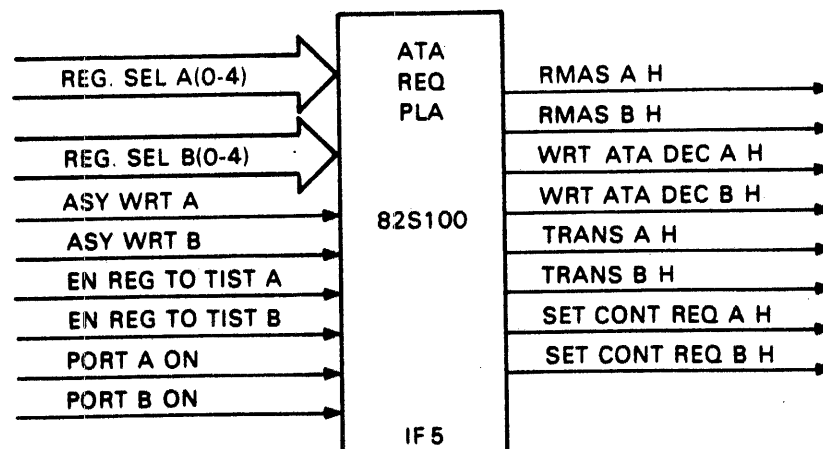 REG. SEL A(0-4)
REG. SEL B(0-4)
ASY WRT A
ASY WRT B
EN REG TO TIST A
EN REG TO TIST B
PORT A ON
PORT B ON
ATA
REQ
PLA
82S100
IF5
RMAS A H
RMAS B H
WRT ATA DEC A H
WRT ATA DEC B H
TRANS A H
TRANS B H
SET CONT REQ A H
SET CONT REQ B H